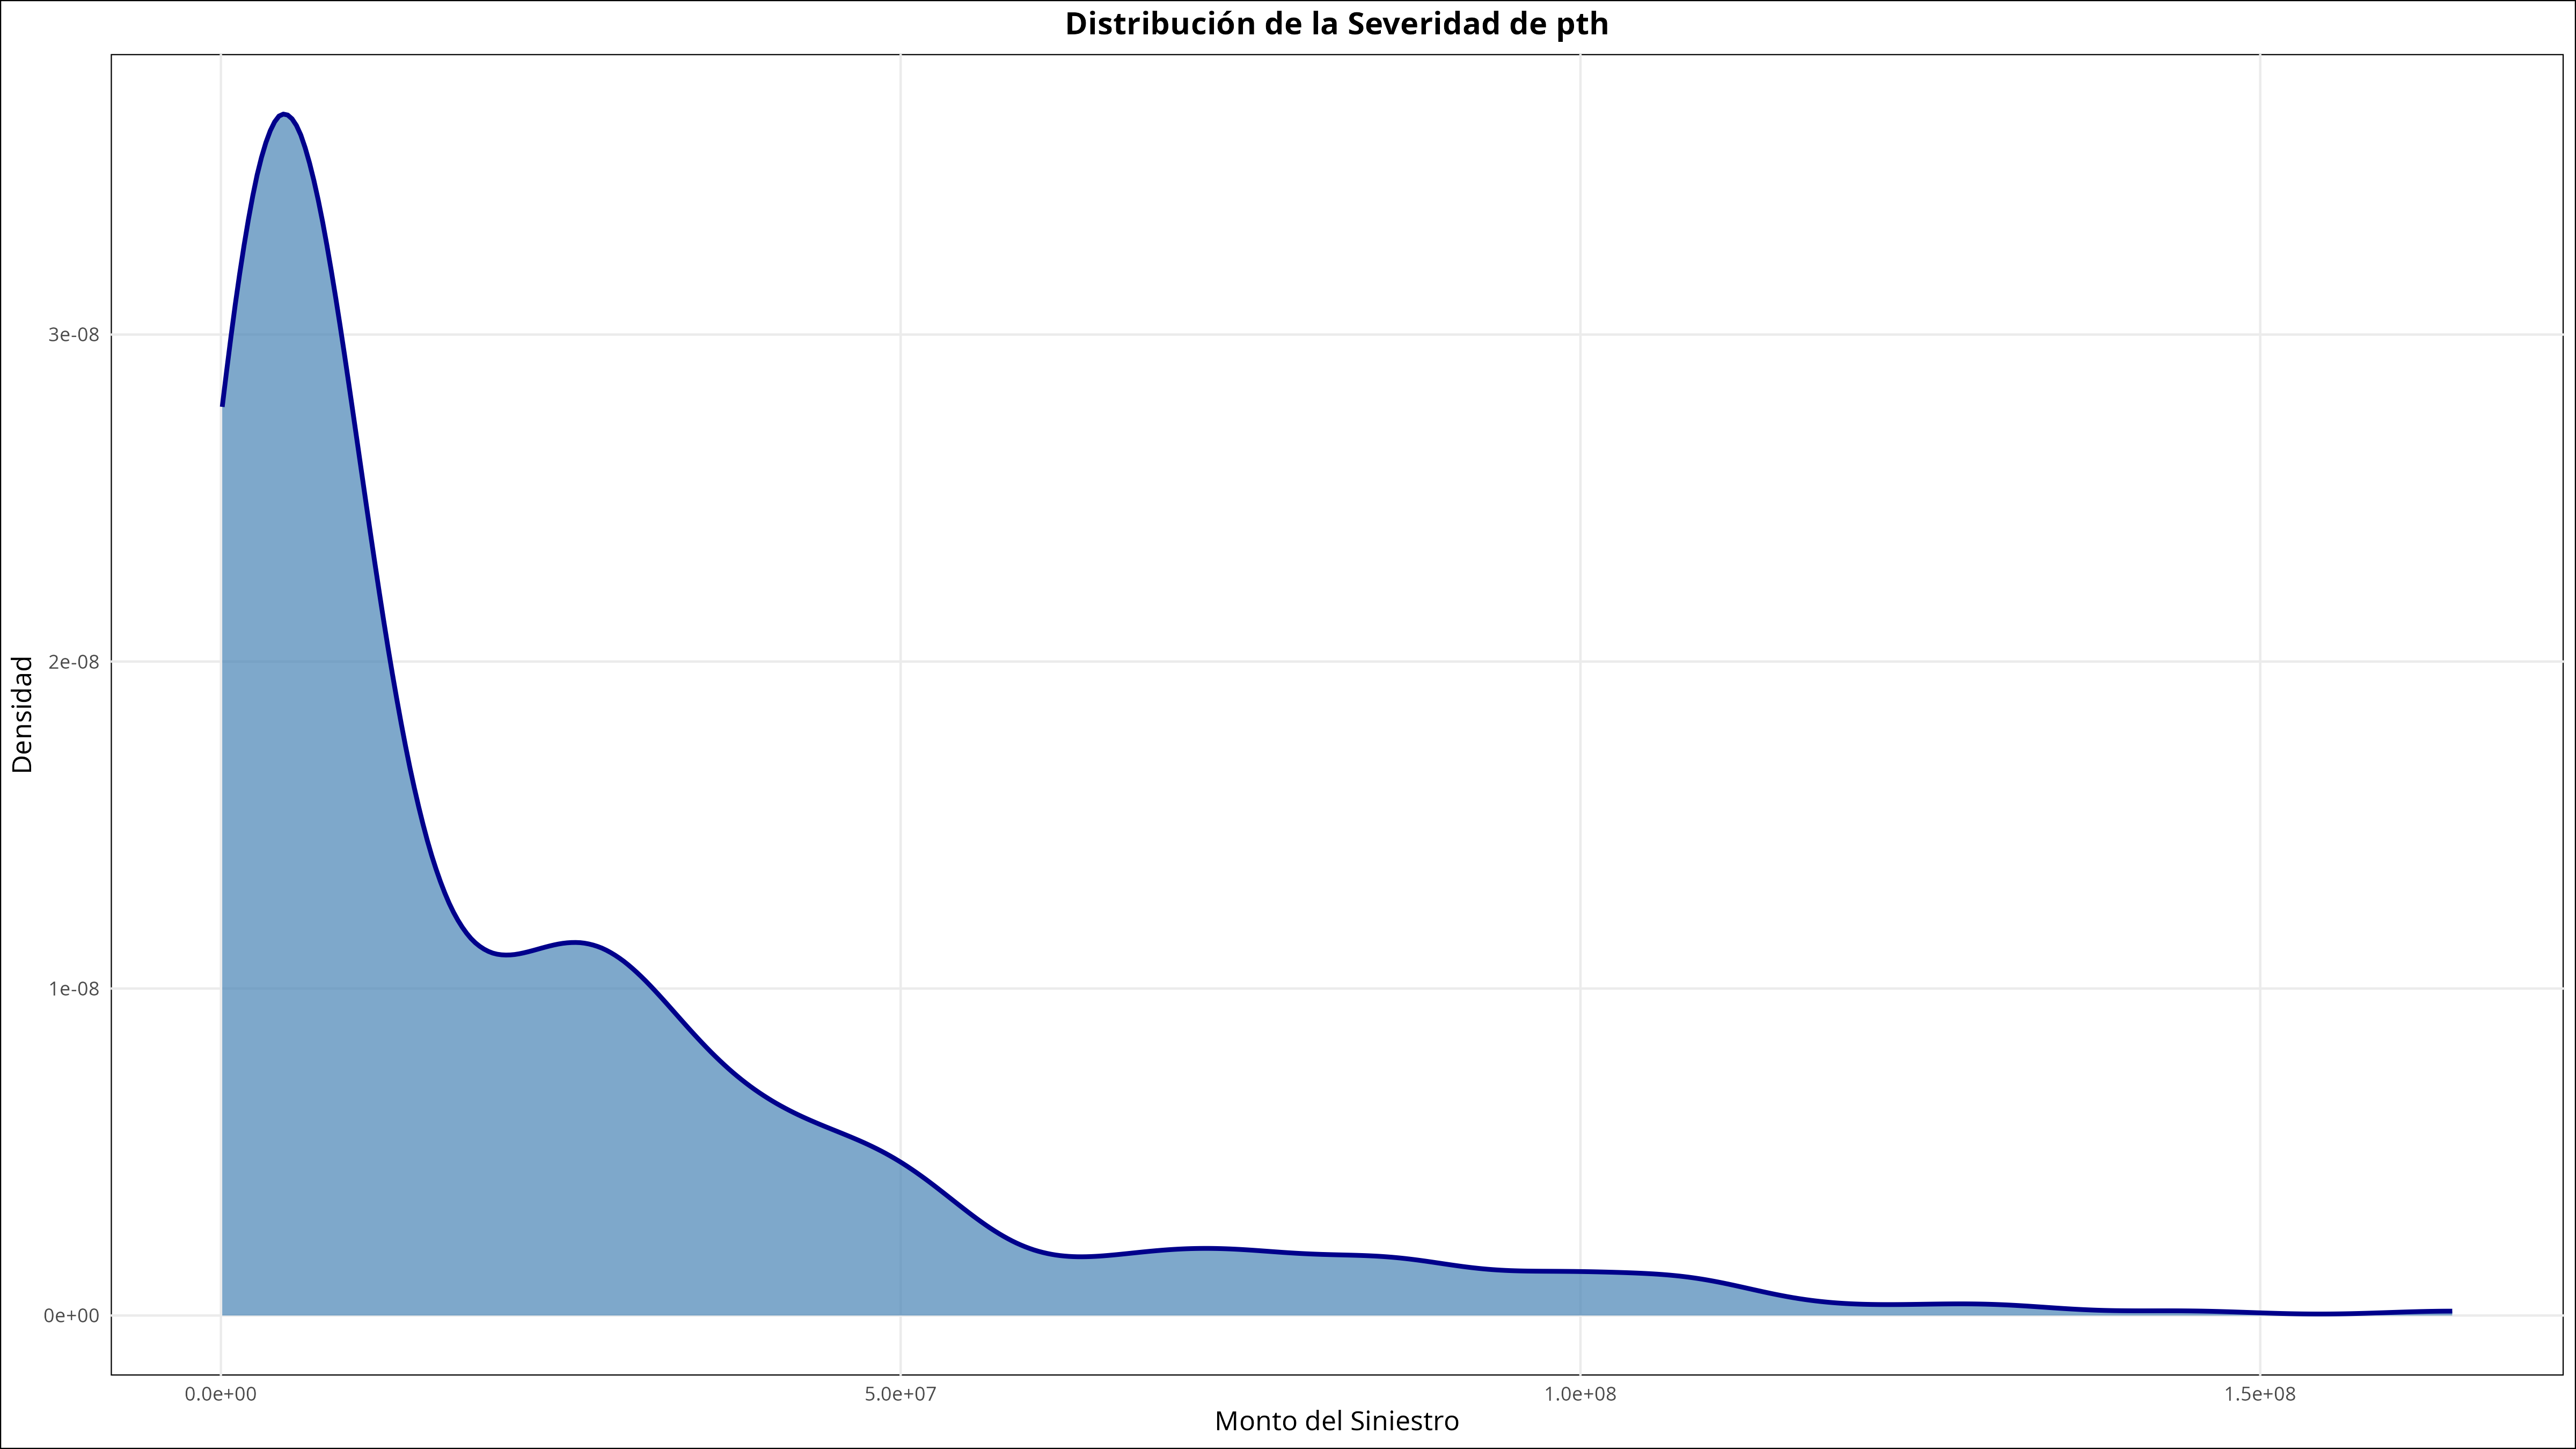 Distribución de la Severidad de pth
Densidad
3e-08
2e-08
1e-08
0e+00
0.0e+00 5.0e+07 1.0e+08 1.5e+08
Monto del Siniestro